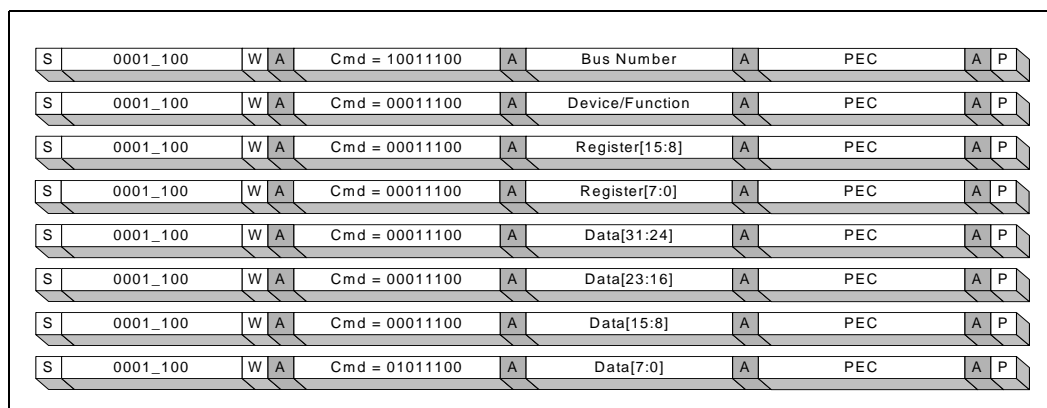 S 0001_100 W A Cmd = 10011100 A Bus Number A PEC A P
S 0001_100 W A Cmd = 00011100 A Device/Function A PEC A P
S 0001_100 W A Cmd = 00011100 A Register[15:8] A PEC A P
S 0001_100 W A Cmd = 00011100 A Register[7:0] A PEC A P
S 0001_100 W A Cmd = 00011100 A Data[31:24] A PEC A P
S 0001_100 W A Cmd = 00011100 A Data[23:16] A PEC A P
S 0001_100 W A Cmd = 00011100 A Data[15:8] A PEC A P
S 0001_100 W A Cmd = 01011100 A Data[7:0] A PEC A P